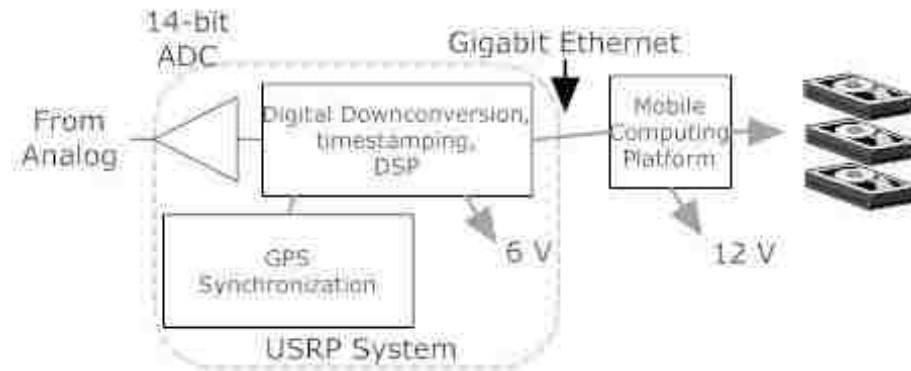 14-bit
ADC
Gigabit Ethernet
From
Analog
Digital Downconversion,
timestamping,
DSP
Mobile
Computing
Platform
GPS
Synchronization
6 V
12 V
USRP System